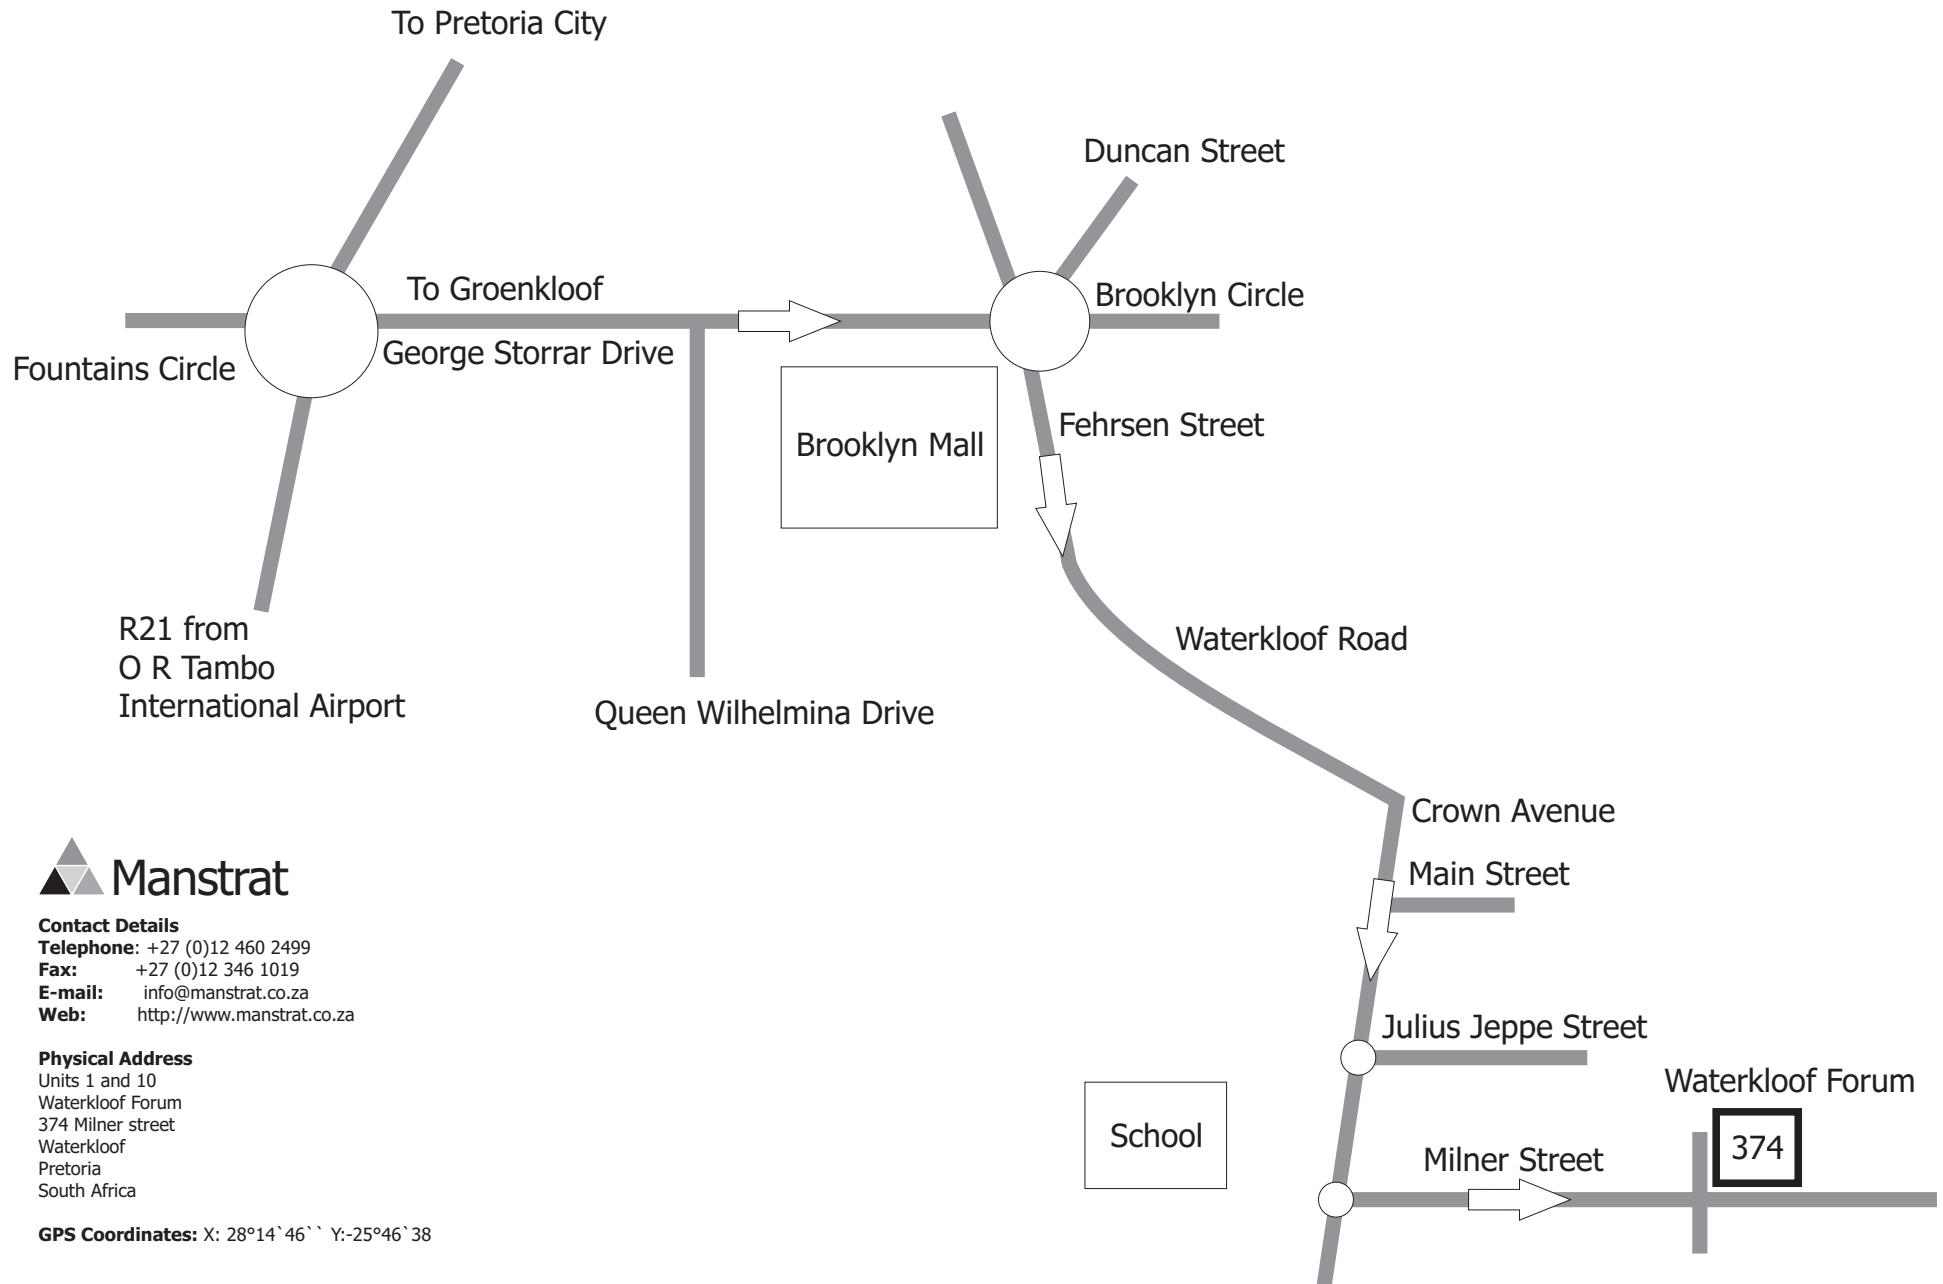 To Pretoria City
Duncan Street
To Groenkloof
Brooklyn Circle
George Storrar Drive
Fountains Circle
Brooklyn Mall
Fehrsen Street
R21 from
O R Tambo
International Airport
Waterkloof Road
Queen Wilhelmina Drive
Crown Avenue
Main Street
Julius Jeppe Street
Waterkloof Forum
School
374
Milner Street
Manstrat
Contact Details
Telephone: +27 (0)12 460 2499
Fax: +27 (0)12 346 1019
E-mail: info@manstrat.co.za
Web: http://www.manstrat.co.za
Physical Address
Units 1 and 10
Waterkloof Forum
374 Milner street
Waterkloof
Pretoria
South Africa
GPS Coordinates: X: 28°14`46`` Y:-25°46`38